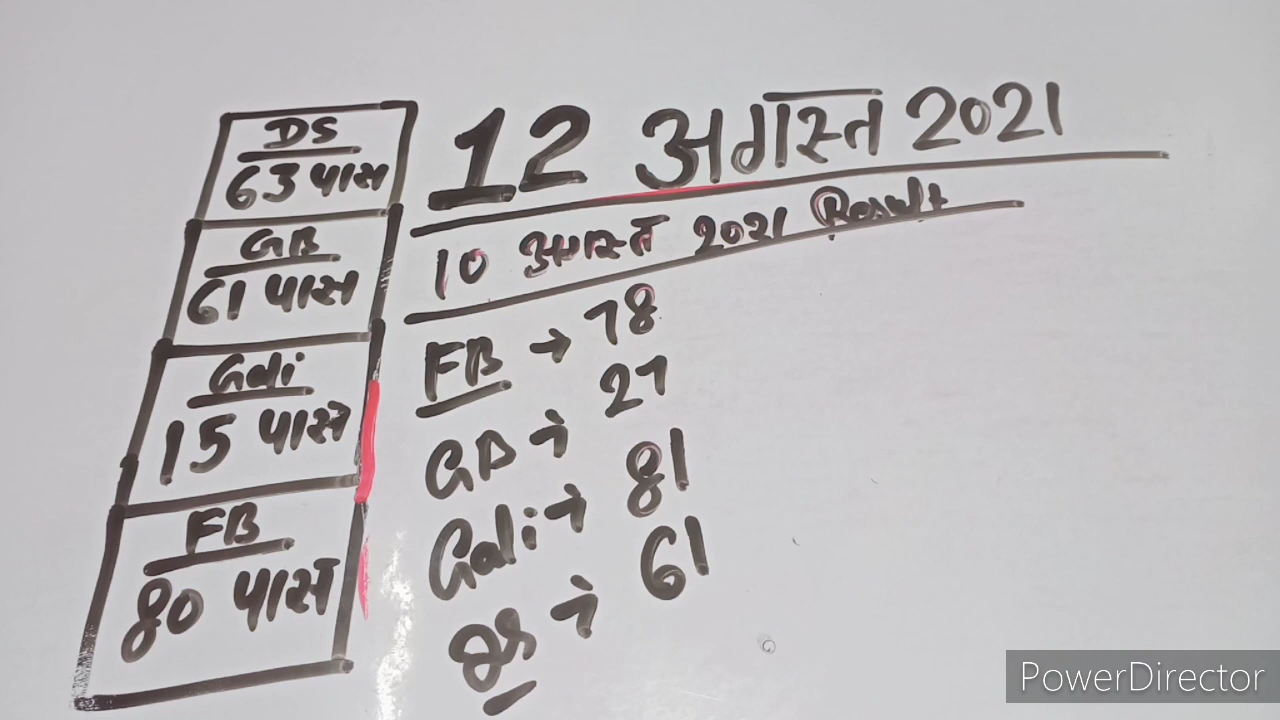 DS
63 पास
GB
61 पास
Gali
15 पास
FB
80 पास
12 अगस्त 2021
10 अगस्त 2021 Result
FB → 78
GB → 27
Gali → 81
DS → 61
PowerDirector